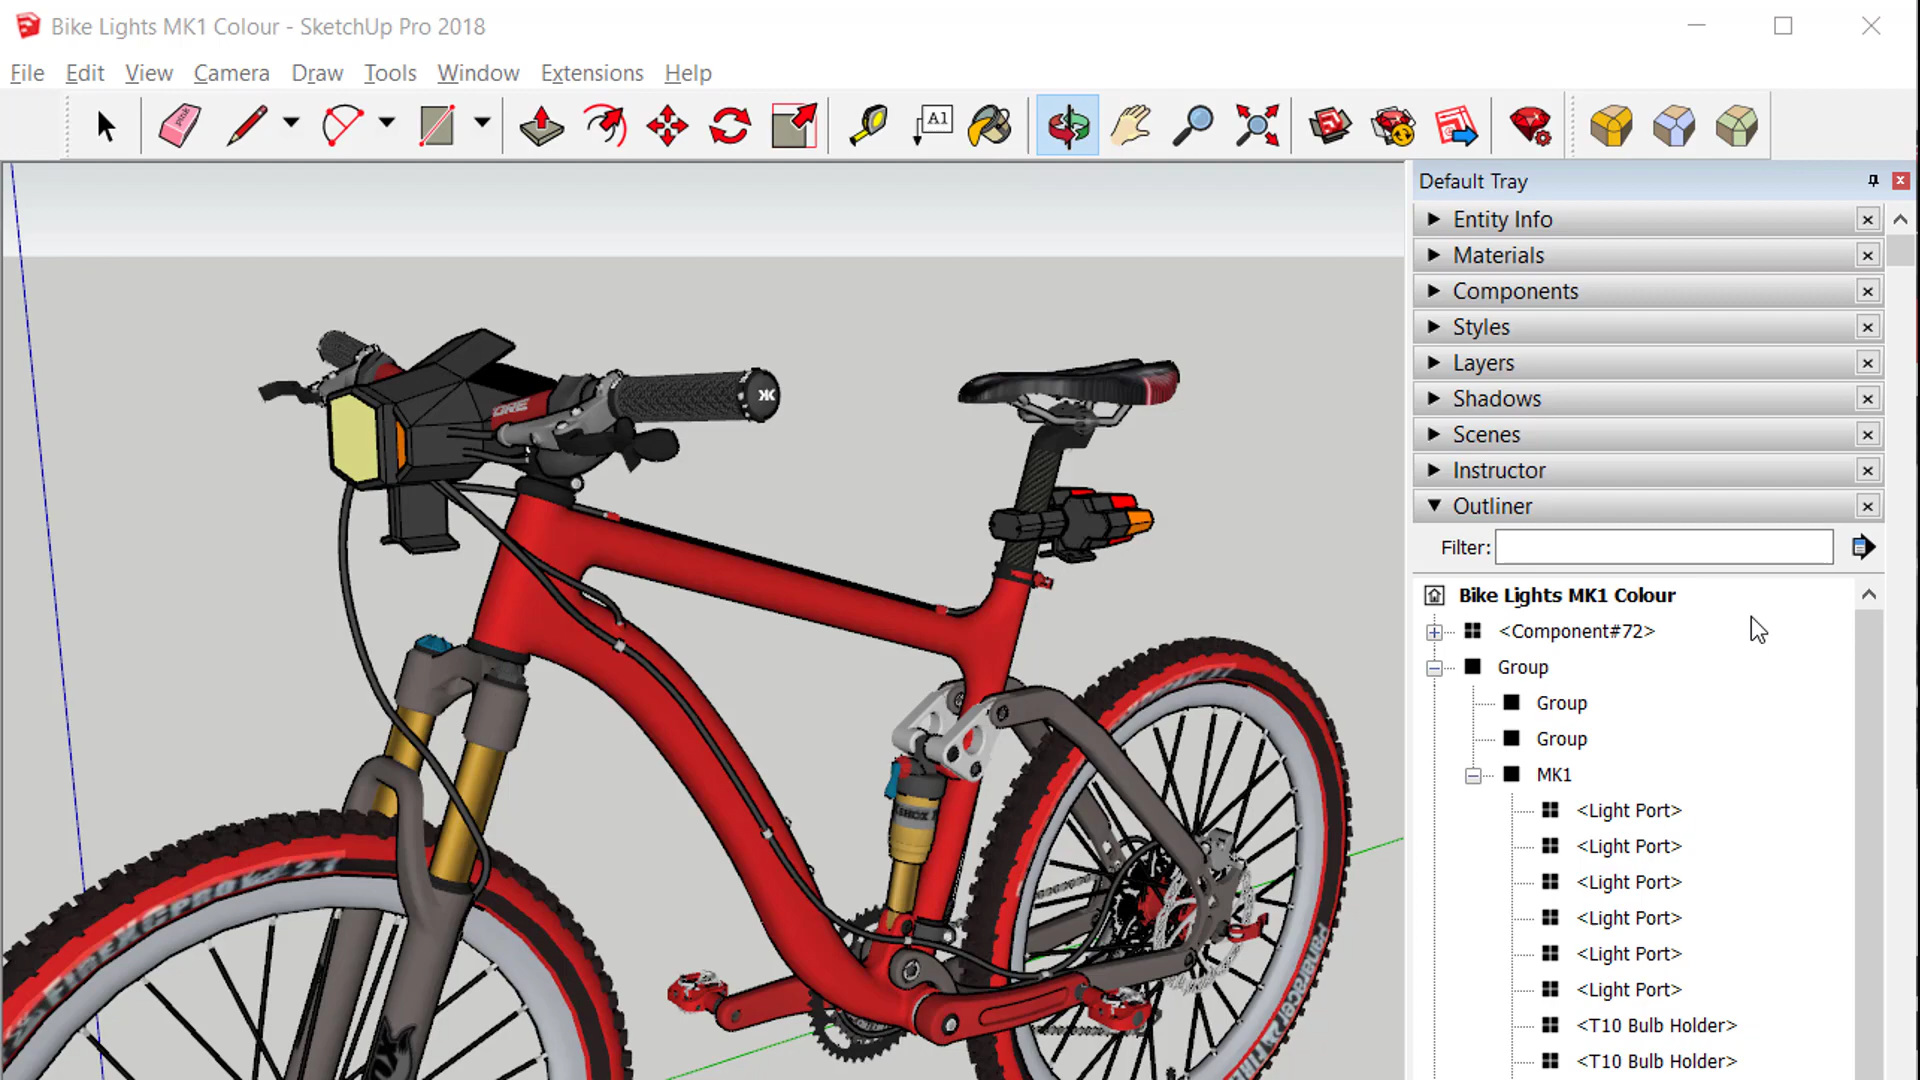 Bike Lights MK1 Colour - SketchUp Pro 2018
File Edit View Camera Draw Tools Window Extensions Help
A1
Default Tray
Entity Info
Materials
Components
Styles
Layers
Shadows
Scenes
Instructor
Outliner
Filter:
Bike Lights MK1 Colour
<Component#72>
Group
Group
Group
MK1
<Light Port>
<Light Port>
<Light Port>
<Light Port>
<Light Port>
<Light Port>
<T10 Bulb Holder>
<T10 Bulb Holder>